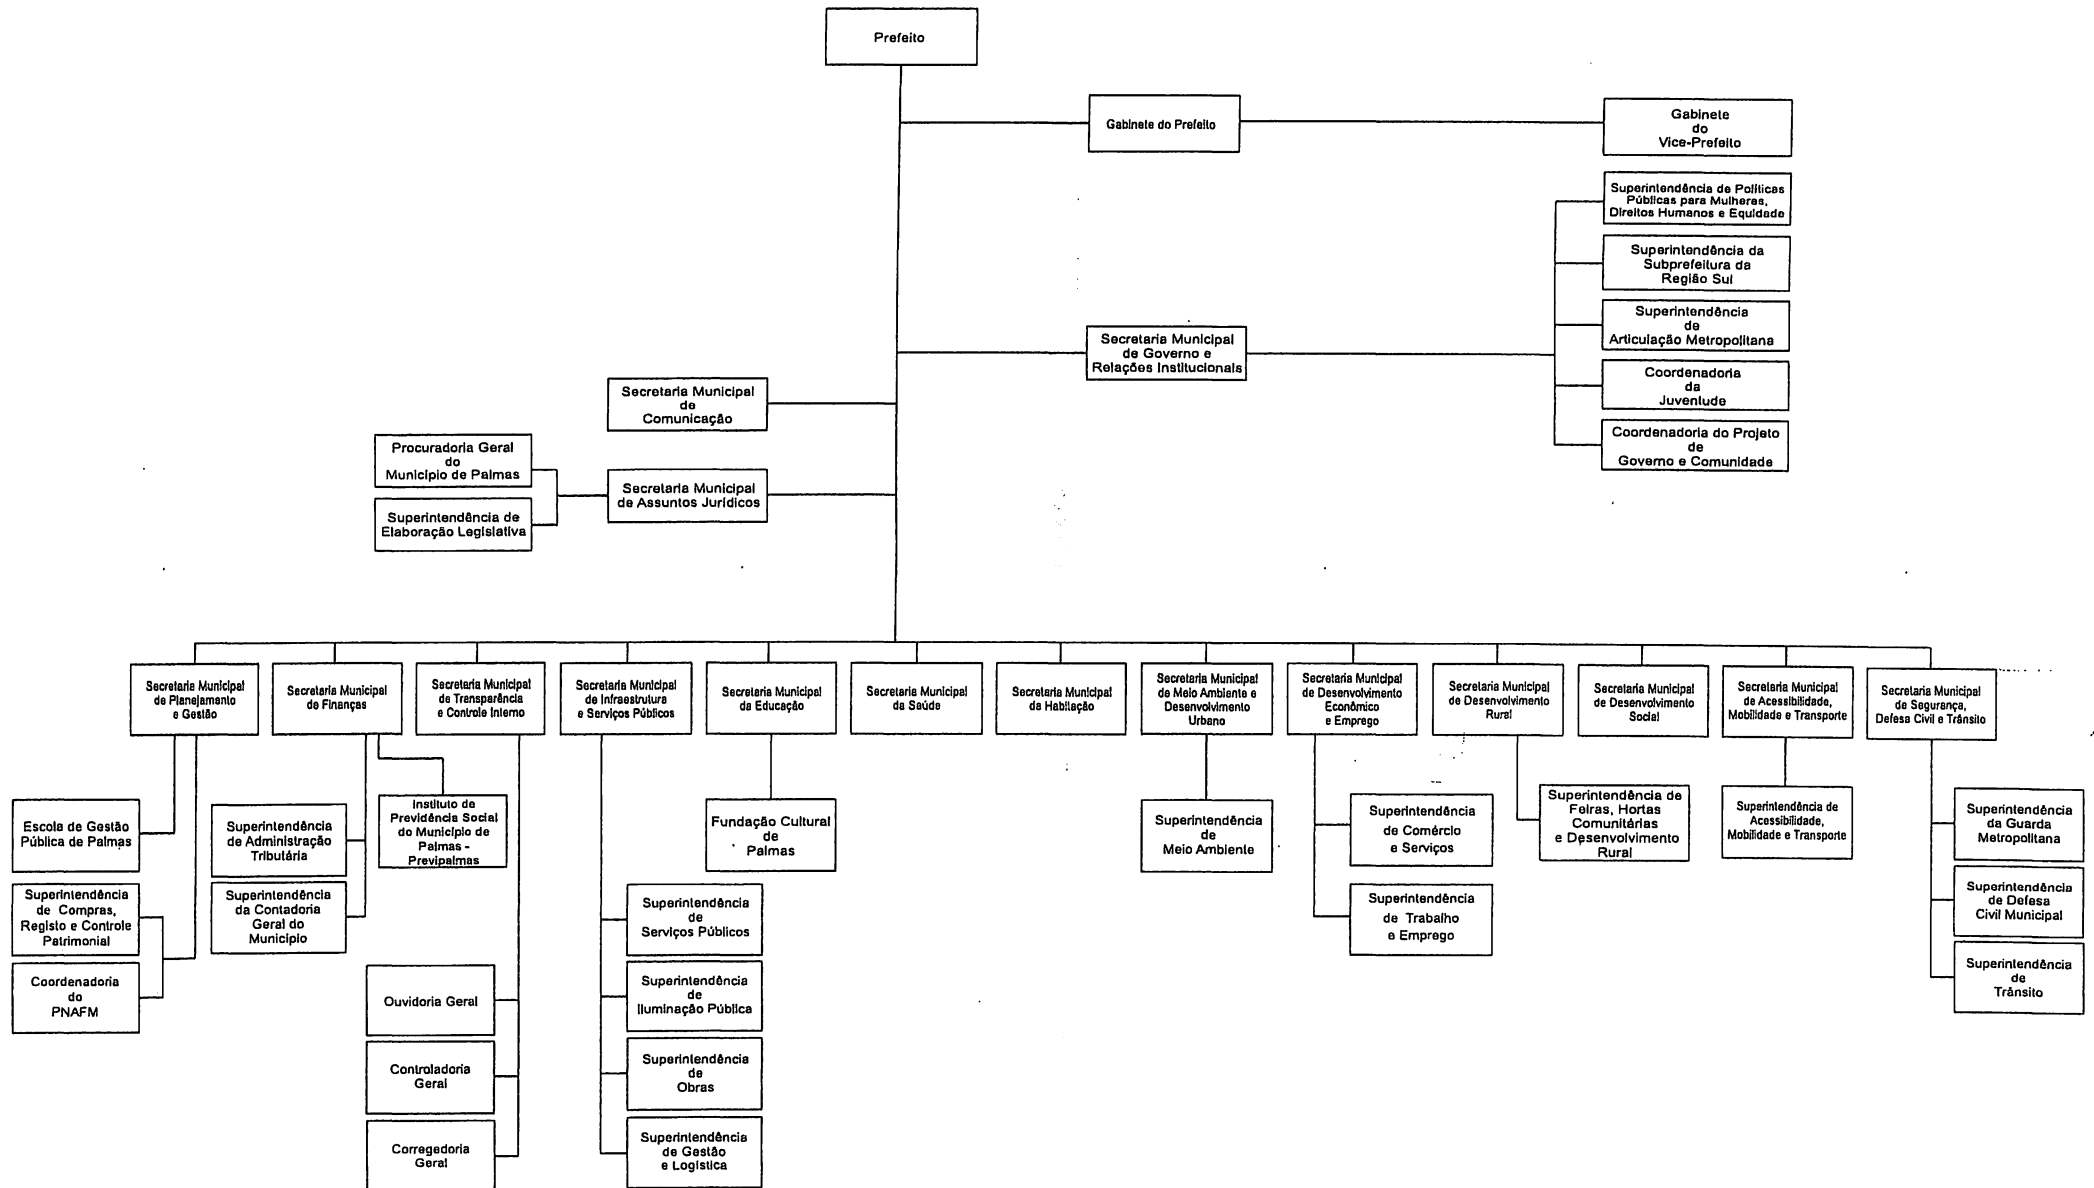 Prefeito
Gabinete do Prefeito
Gabinete
do
Vice-Prefeito
Superintendência de Políticas
Públicas para Mulheres,
Direitos Humanos e Equidade
Superintendência da
Subprefeitura da
Região Sul
Superintendência
de
Articulação Metropolitana
Coordenadoria
da
Juventude
Coordenadoria do Projeto
de
Governo e Comunidade
Secretaria Municipal
de Governo e
Relações Institucionais
Secretaria Municipal
de
Comunicação
Procuradoria Geral
do
Município de Palmas
Superintendência de
Elaboração Legislativa
Secretaria Municipal
de Assuntos Jurídicos
Secretaria Municipal
de Planejamento
e Gestão
Secretaria Municipal
de Finanças
Secretaria Municipal
de Transparência
e Controle Interno
Secretaria Municipal
de Infraestrutura
e Serviços Públicos
Secretaria Municipal
da Educação
Secretaria Municipal
da Saúde
Secretaria Municipal
da Habitação
Secretaria Municipal
de Meio Ambiente e
Desenvolvimento
Urbano
Secretaria Municipal
de Desenvolvimento
Econômico
e Emprego
Secretaria Municipal
de Desenvolvimento
Rural
Secretaria Municipal
de Desenvolvimento
Social
Secretaria Municipal
de Acessibilidade,
Mobilidade e Transporte
Secretaria Municipal
de Segurança,
Defesa Civil e Trânsito
Escola de Gestão
Pública de Palmas
Superintendência
de Compras,
Registo e Controle
Patrimonial
Coordenadoria
do
PNAFM
Superintendência
de Administração
Tributária
Superintendência
da Contadoria
Geral do
Município
Instituto de
Previdência Social
do Município de
Palmas -
Previpalmas
Ouvidoria Geral
Controladoria
Geral
Corregedoria
Geral
Superintendência
de
Serviços Públicos
Superintendência
de
Iluminação Pública
Superintendência
de
Obras
Superintendência
de Gestão
e Logística
Fundação Cultural
de
Palmas
Superintendência
de
Meio Ambiente
Superintendência
de Comércio
e Serviços
Superintendência
de Trabalho
e Emprego
Superintendência de
Feiras, Hortas
Comunitárias
e Desenvolvimento
Rural
Superintendência de
Acessibilidade,
Mobilidade e Transporte
Superintendência
da Guarda
Metropolitana
Superintendência
de Defesa
Civil Municipal
Superintendência
de
Trânsito